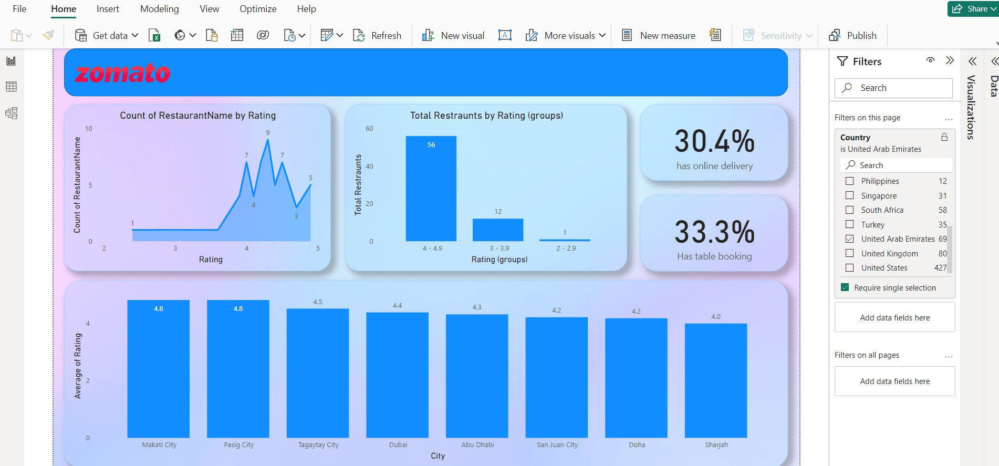 File Home Insert Modeling View Optimize Help Share
Get data Refresh New visual A More visuals New measure Sensitivity Publish
zomato
Count of RestaurantName by Rating
Count of RestaurantName
10
5
0
1
7
4
9
7
3
5
2 3 4 5
Rating
Total Restraunts by Rating (groups)
Total Restraunts
60
40
20
0
56
12
1
4 - 4.9 3 - 3.9 2 - 2.9
Rating (groups)
30.4%
has online delivery
33.3%
Has table booking
Average of Rating
4
2
0
4.8 4.8 4.5 4.4 4.3 4.2 4.2 4.0
Makati City Pasig City Tagaytay City Dubai Abu Dhabi San Juan City Doha Sharjah
City
Filters
Search
Filters on this page ...
Country
is United Arab Emirates
Search
Philippines 12
Singapore 31
South Africa 58
Turkey 35
United Arab Emirates 69
United Kingdom 80
United States 427
Require single selection
Add data fields here
Filters on all pages ...
Add data fields here
Visualizations
Data